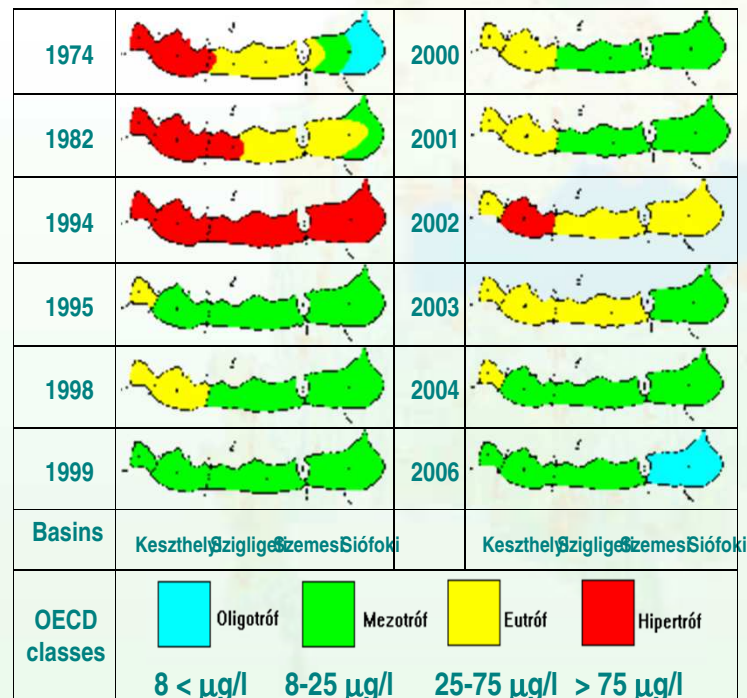 1974 2000
1982 2001
1994 2002
1995 2003
1998 2004
1999 2006
Basins Keszthelyi Szigligeti Szemesi Siófoki Keszthelyi Szigligeti Szemesi Siófoki
OECD classes
Oligotróf Mezotróf Eutróf Hipertróf
8 < µg/l 8-25 µg/l 25-75 µg/l > 75 µg/l